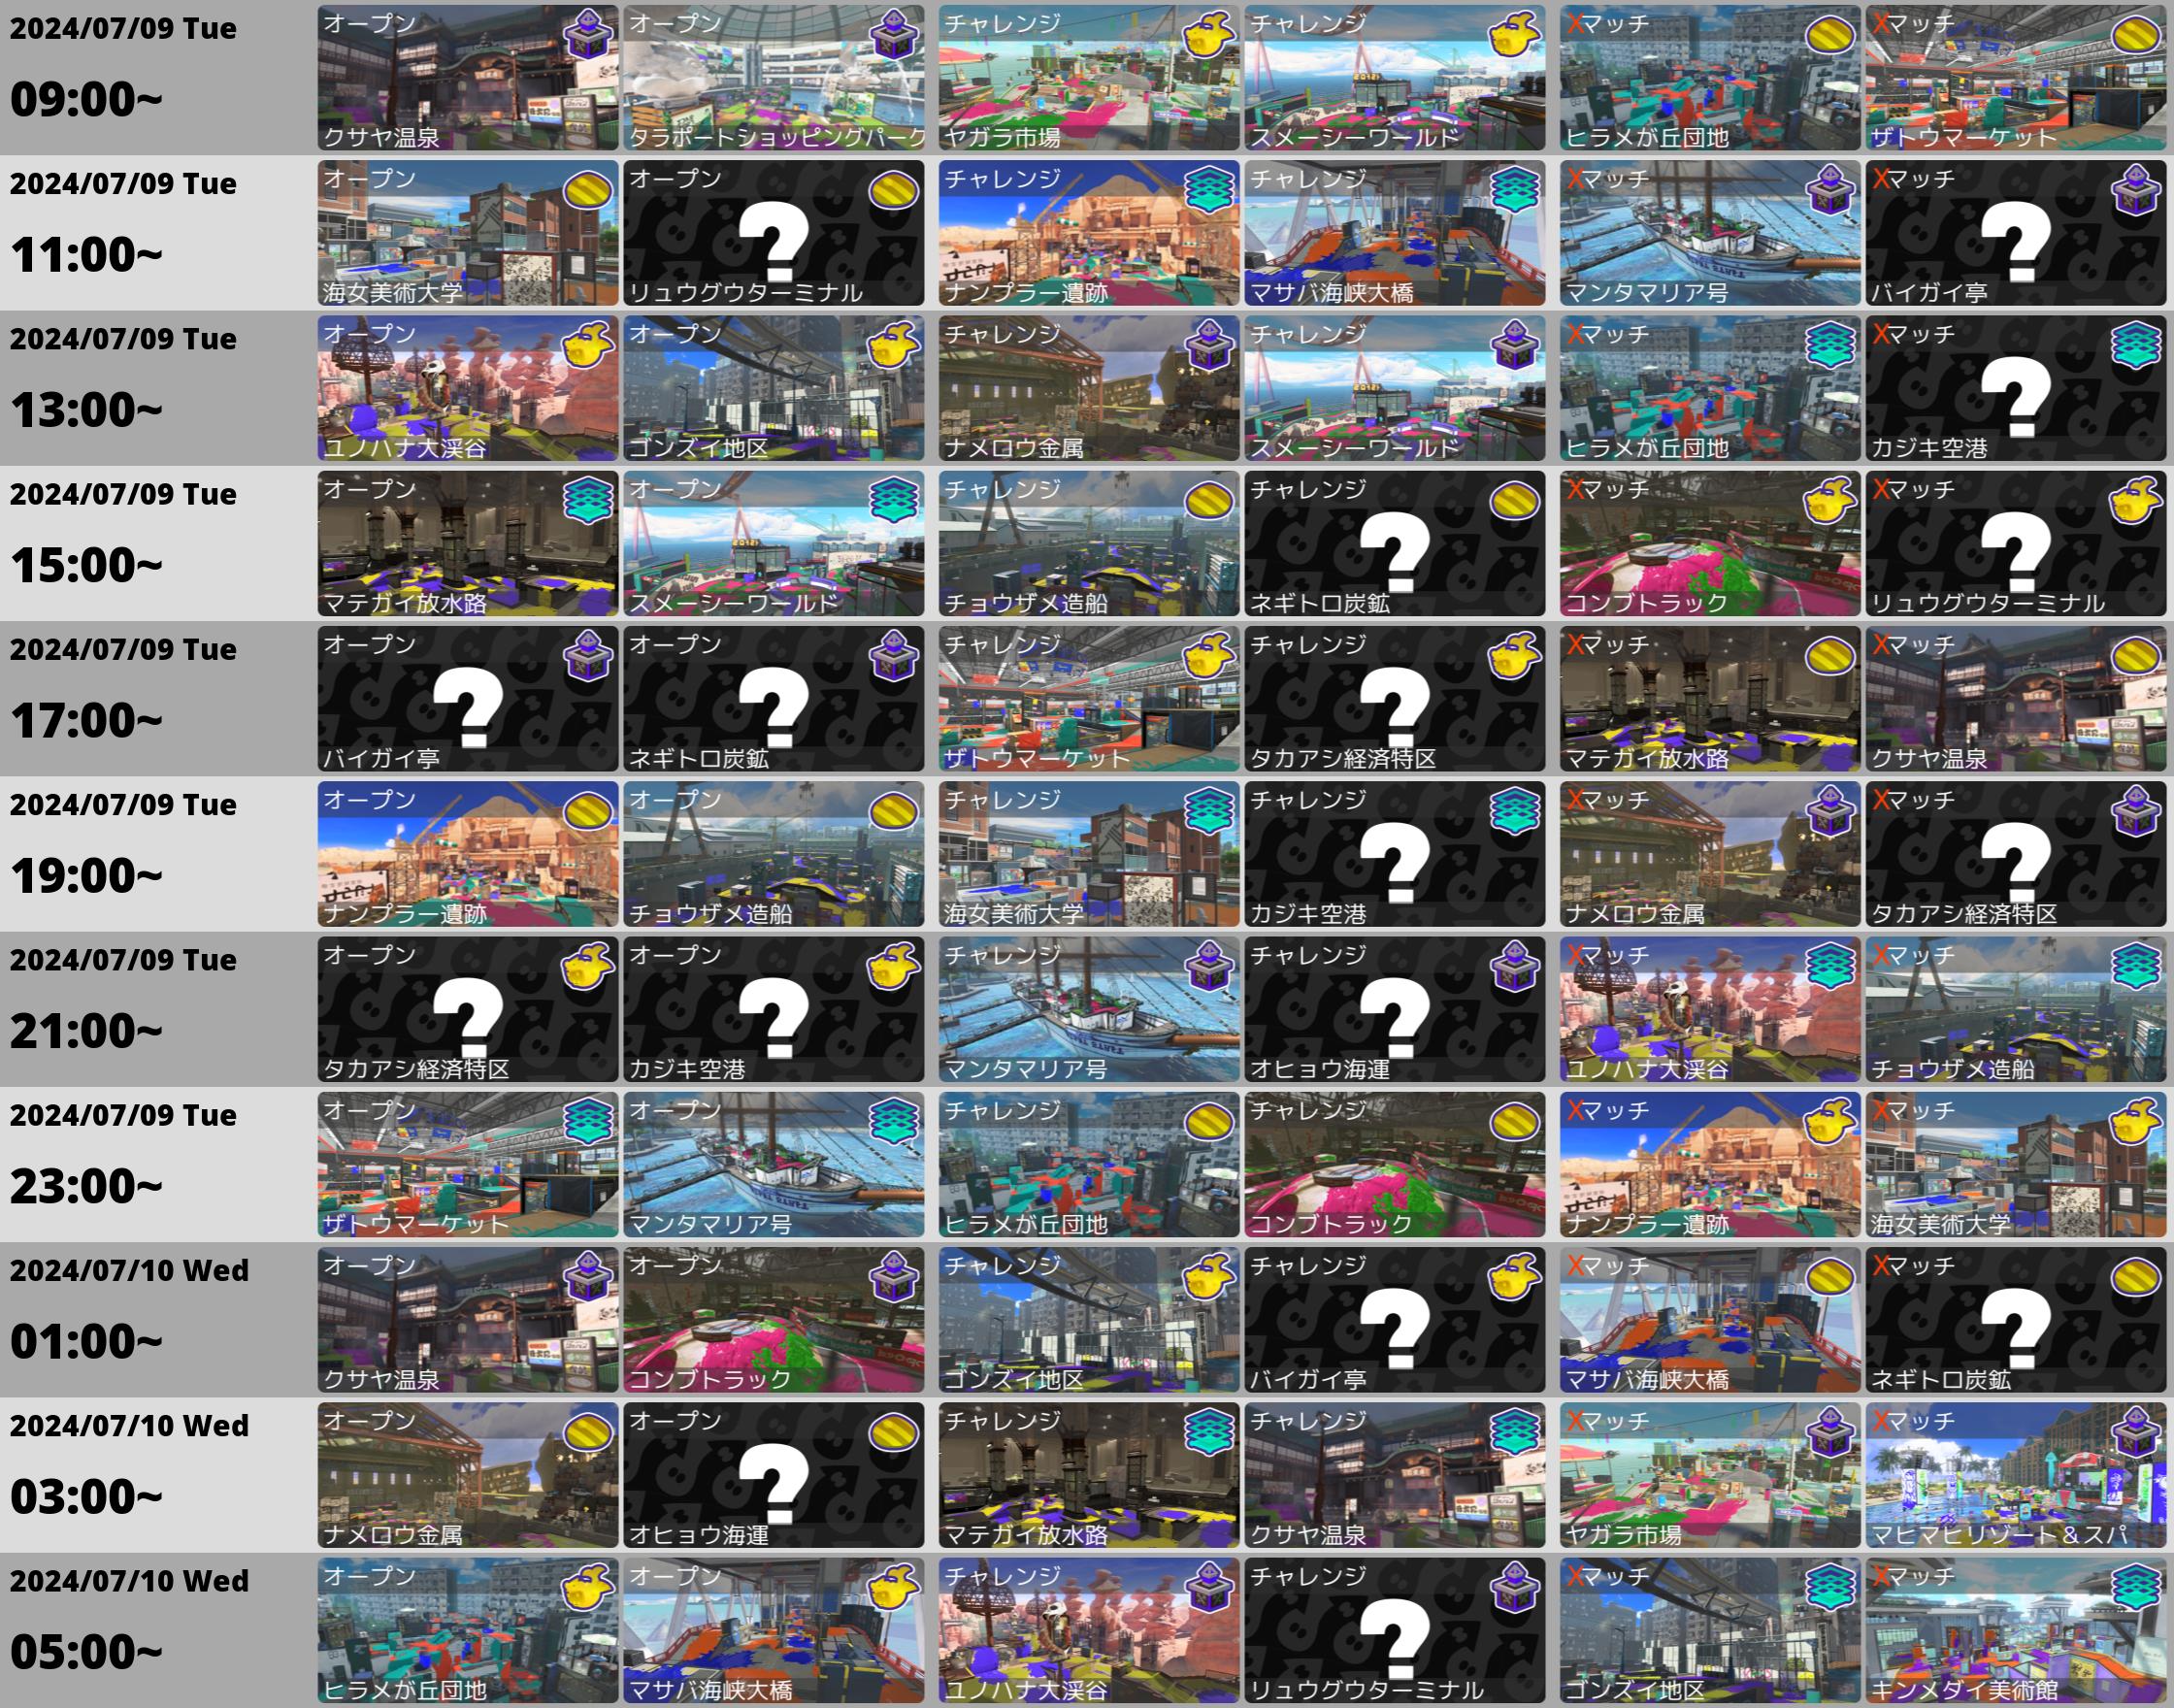 2024/07/09 Tue
09:00~
オープン オープン チャレンジ チャレンジ Xマッチ Xマッチ
クサヤ温泉 タラポートショッピングパーク ヤガラ市場 スメーシーワールド ヒラメが丘団地 ザトウマーケット
2024/07/09 Tue
11:00~
オープン オープン チャレンジ チャレンジ Xマッチ Xマッチ
海女美術大学 リュウグウターミナル ナンプラー遺跡 マサバ海峡大橋 マンタマリア号 バイガイ亭
2024/07/09 Tue
13:00~
オープン オープン チャレンジ チャレンジ Xマッチ Xマッチ
ユノハナ大渓谷 ゴンズイ地区 ナメロウ金属 スメーシーワールド ヒラメが丘団地 カジキ空港
2024/07/09 Tue
15:00~
オープン オープン チャレンジ チャレンジ Xマッチ Xマッチ
マテガイ放水路 スメーシーワールド チョウザメ造船 ネギトロ炭鉱 コンブトラック リュウグウターミナル
2024/07/09 Tue
17:00~
オープン オープン チャレンジ チャレンジ Xマッチ Xマッチ
バイガイ亭 ネギトロ炭鉱 ザトウマーケット タカアシ経済特区 マテガイ放水路 クサヤ温泉
2024/07/09 Tue
19:00~
オープン オープン チャレンジ チャレンジ Xマッチ Xマッチ
ナンプラー遺跡 チョウザメ造船 海女美術大学 カジキ空港 ナメロウ金属 タカアシ経済特区
2024/07/09 Tue
21:00~
オープン オープン チャレンジ チャレンジ Xマッチ Xマッチ
タカアシ経済特区 カジキ空港 マンタマリア号 オヒョウ海運 ユノハナ大渓谷 チョウザメ造船
2024/07/09 Tue
23:00~
オープン オープン チャレンジ チャレンジ Xマッチ Xマッチ
ザトウマーケット マンタマリア号 ヒラメが丘団地 コンブトラック ナンプラー遺跡 海女美術大学
2024/07/10 Wed
01:00~
オープン オープン チャレンジ チャレンジ Xマッチ Xマッチ
クサヤ温泉 コンブトラック ゴンズイ地区 バイガイ亭 マサバ海峡大橋 ネギトロ炭鉱
2024/07/10 Wed
03:00~
オープン オープン チャレンジ チャレンジ Xマッチ Xマッチ
ナメロウ金属 オヒョウ海運 マテガイ放水路 クサヤ温泉 ヤガラ市場 マヒマヒリゾート＆スパ
2024/07/10 Wed
05:00~
オープン オープン チャレンジ チャレンジ Xマッチ Xマッチ
ヒラメが丘団地 マサバ海峡大橋 ユノハナ大渓谷 リュウグウターミナル ゴンズイ地区 キンメダイ美術館